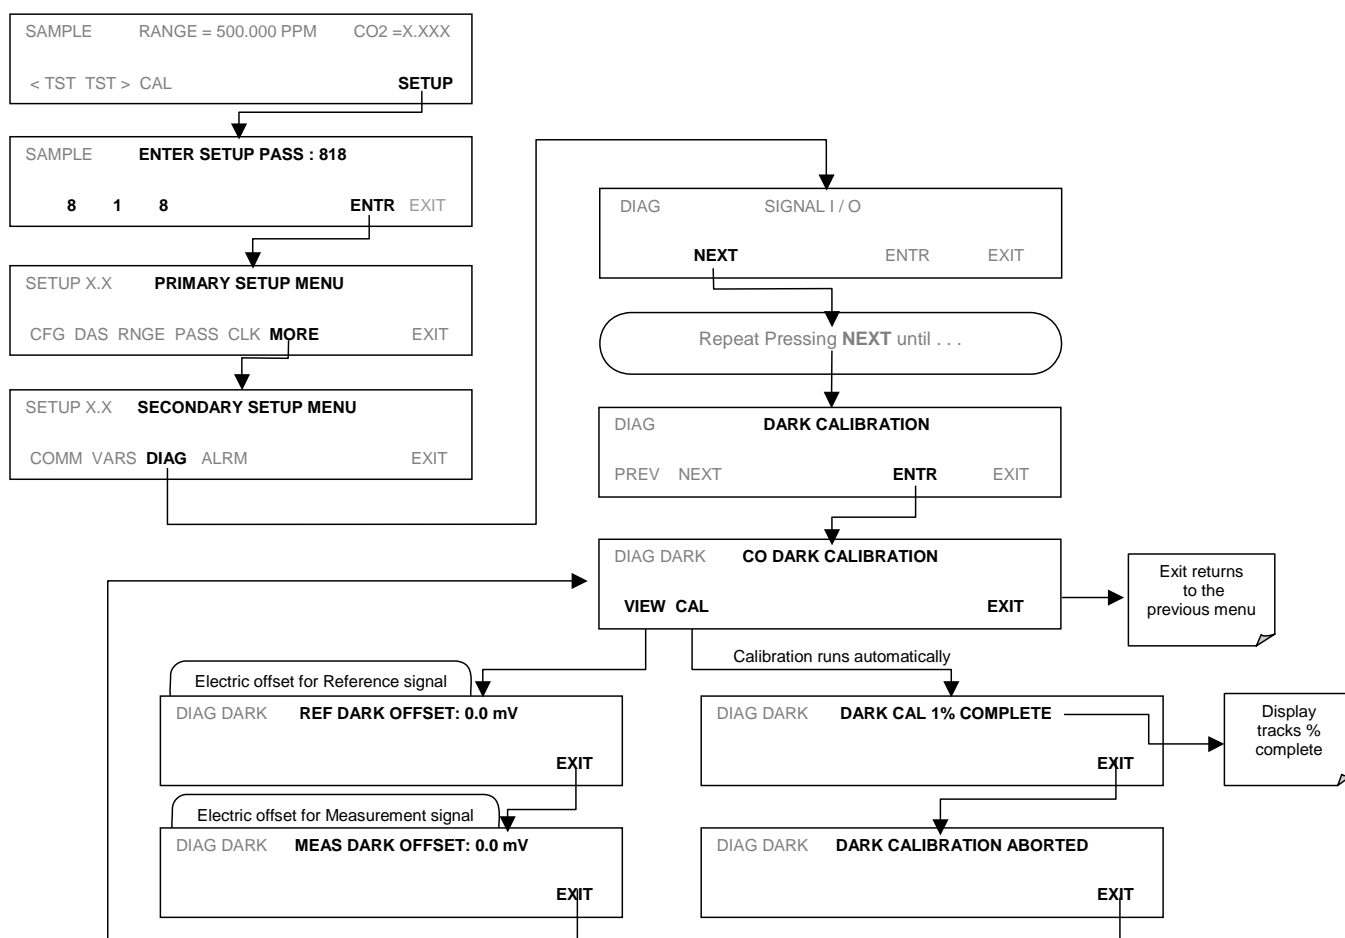 SAMPLE RANGE = 500.000 PPM CO2 =X.XXX
< TST TST > CAL SETUP
SAMPLE ENTER SETUP PASS : 818
8 1 8 ENTR EXIT
SETUP X.X PRIMARY SETUP MENU
CFG DAS RNGE PASS CLK MORE EXIT
SETUP X.X SECONDARY SETUP MENU
COMM VARS DIAG ALRM EXIT
DIAG SIGNAL I / O
NEXT ENTR EXIT
Repeat Pressing NEXT until . . .
DIAG DARK CALIBRATION
PREV NEXT ENTR EXIT
DIAG DARK CO DARK CALIBRATION
VIEW CAL EXIT
Exit returns
to the
previous menu
Calibration runs automatically
Electric offset for Reference signal
DIAG DARK REF DARK OFFSET: 0.0 mV
EXIT
DIAG DARK DARK CAL 1% COMPLETE
EXIT
Display
tracks %
complete
Electric offset for Measurement signal
DIAG DARK MEAS DARK OFFSET: 0.0 mV
EXIT
DIAG DARK DARK CALIBRATION ABORTED
EXIT